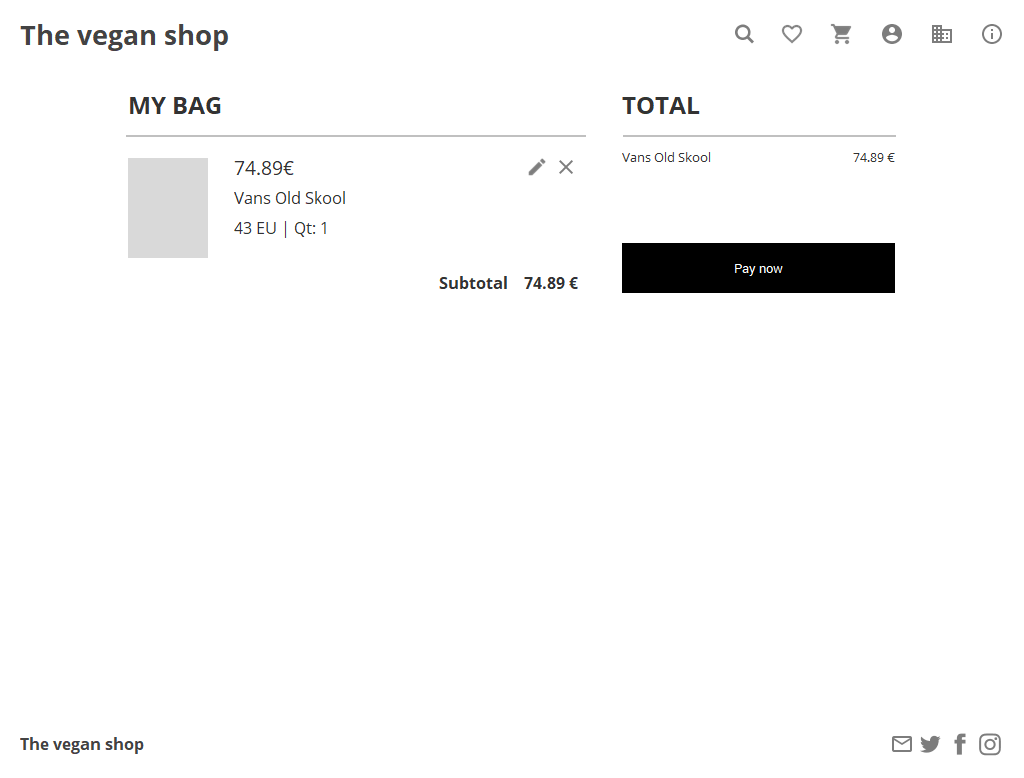 The vegan shop
MY BAG
74.89€
Vans Old Skool
43 EU | Qt: 1
Subtotal 74.89 €
TOTAL
Vans Old Skool 74.89 €
Pay now
The vegan shop